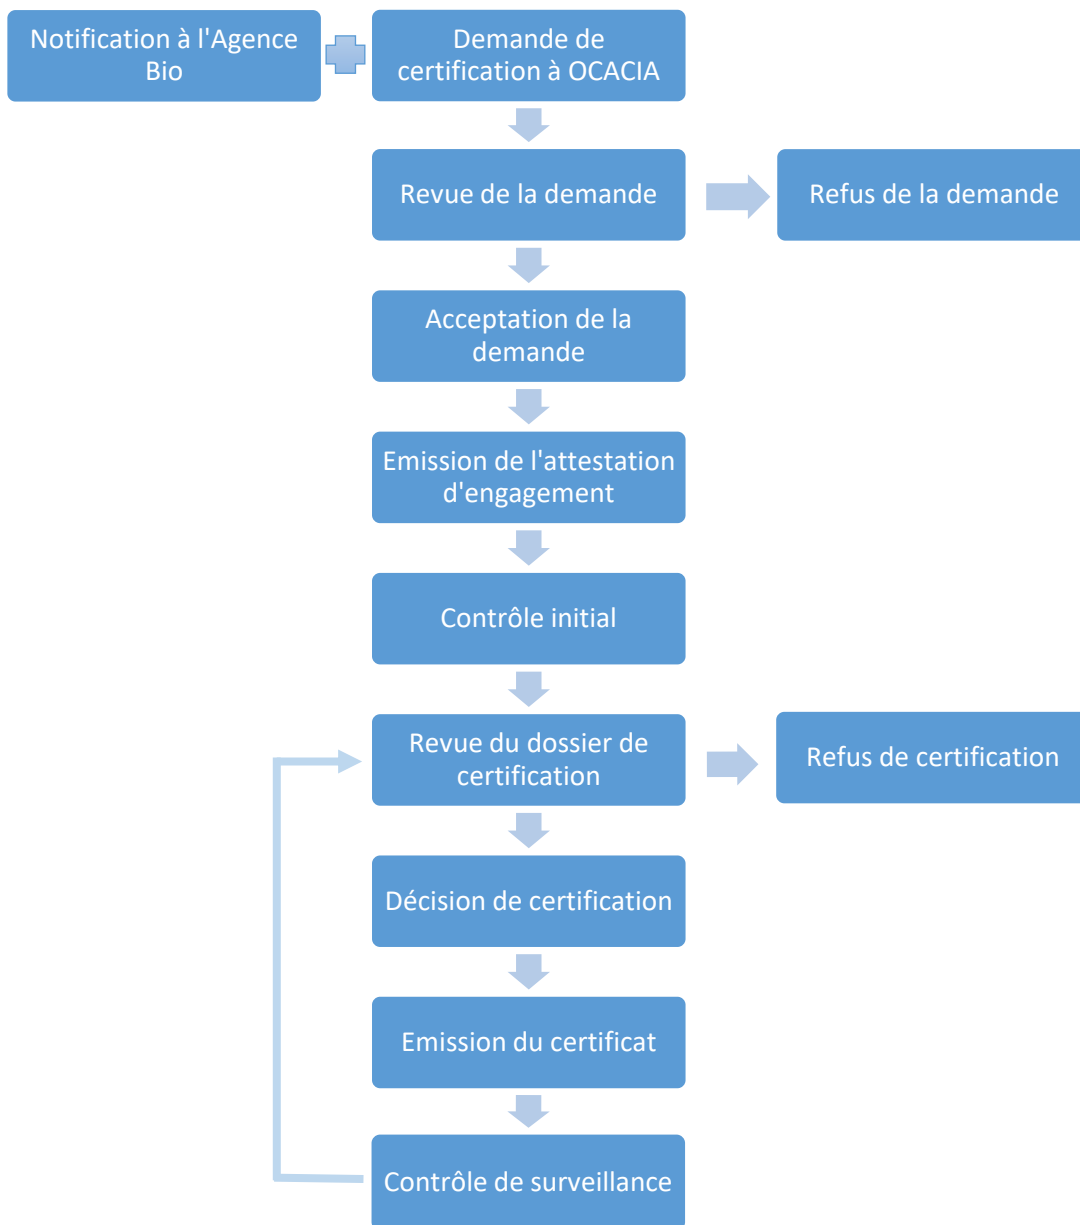 Notification à l'Agence
Bio
Demande de
certification à OCACIA
Revue de la demande
Refus de la demande
Acceptation de la
demande
Emission de l'attestation
d'engagement
Contrôle initial
Revue du dossier de
certification
Refus de certification
Décision de certification
Emission du certificat
Contrôle de surveillance